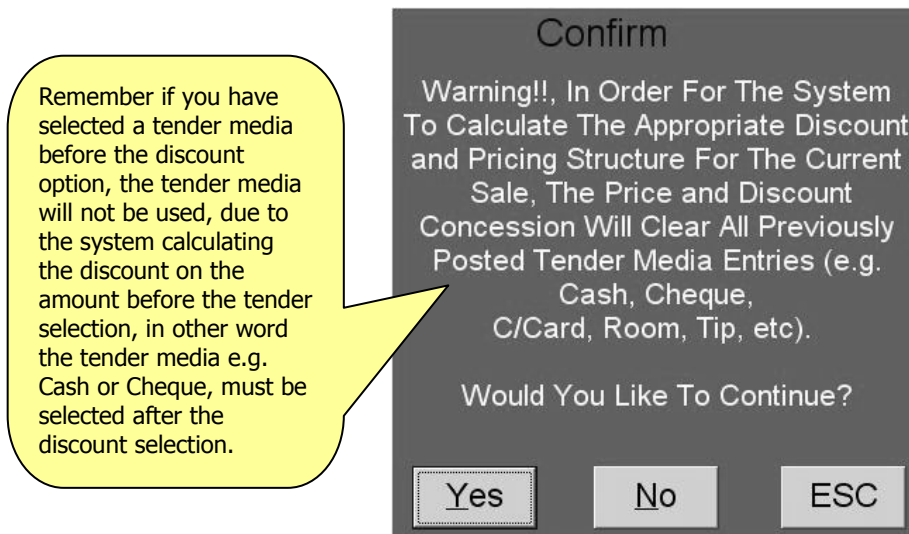 Remember if you have
selected a tender media
before the discount
option, the tender media
will not be used, due to
the system calculating
the discount on the
amount before the tender
selection, in other word
the tender media e.g.
Cash or Cheque, must be
selected after the
discount selection.
Confirm
Warning!!, In Order For The System
To Calculate The Appropriate Discount
and Pricing Structure For The Current
Sale, The Price and Discount
Concession Will Clear All Previously
Posted Tender Media Entries (e.g.
Cash, Cheque,
C/Card, Room, Tip, etc).
Would You Like To Continue?
Yes No ESC